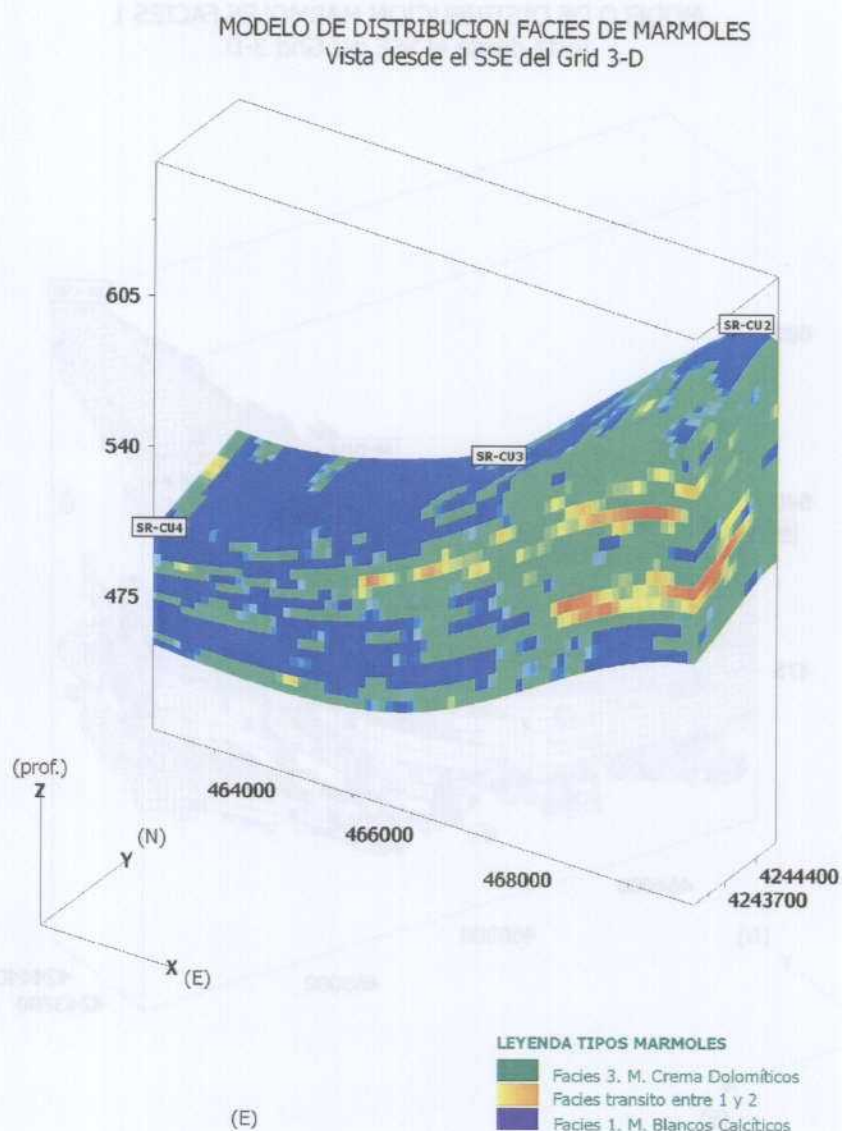 MODELO DE DISTRIBUCION FACIES DE MARMOLES
Vista desde el SSE del Grid 3-D
605
SR-CU2
540
SR-CU3
SR-CU4
475
(prof.)
Z
464000
(N)
Y
466000
468000
4244400
4243700
X (E)
LEYENDA TIPOS MARMOLES
Facies 3. M. Crema Dolomíticos
Facies transito entre 1 y 2
Facies 1. M. Blancos Calcíticos
(E)